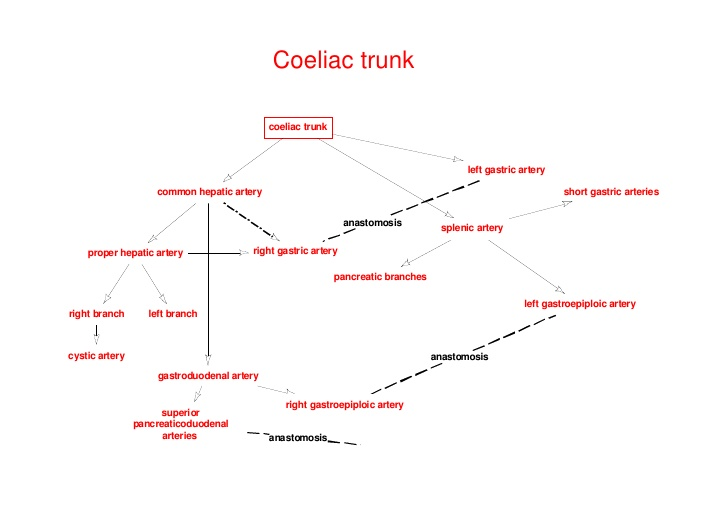 Coeliac trunk
coeliac trunk
left gastric artery
common hepatic artery
short gastric arteries
anastomosis
splenic artery
proper hepatic artery
right gastric artery
pancreatic branches
left gastroepiploic artery
right branch
left branch
cystic artery
anastomosis
gastroduodenal artery
right gastroepiploic artery
superior
pancreaticoduodenal
arteries
anastomosis